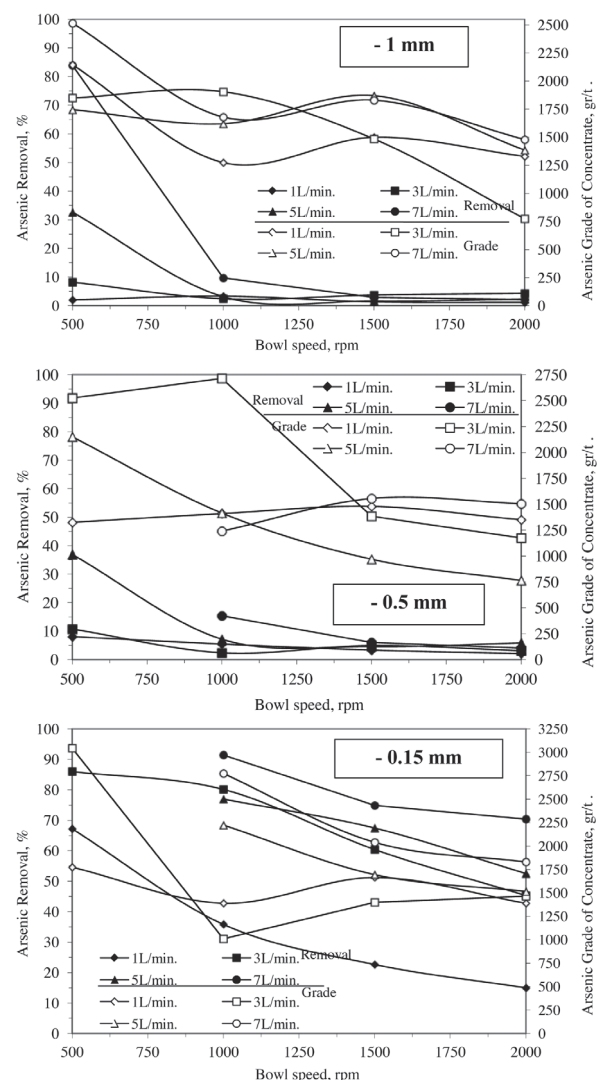 - 1 mm
Arsenic Removal, %
100
90
80
70
60
50
40
30
20
10
0
2500
2250
2000
1750
1500
1250
1000
750
500
250
0
Arsenic Grade of Concentrate, gr/t .
1L/min. 3L/min.
5L/min. 7L/min. Removal
1L/min. 3L/min.
5L/min. 7L/min. Grade
500 750 1000 1250 1500 1750 2000
Bowl speed, rpm
Arsenic Removal, %
100
90
80
70
60
50
40
30
20
10
0
2750
2500
2250
2000
1750
1500
1250
1000
750
500
250
0
Arsenic Grade of Concentrate, gr/t .
1L/min. 3L/min.
Removal 5L/min. 7L/min.
Grade 1L/min. 3L/min.
5L/min. 7L/min.
- 0.5 mm
500 750 1000 1250 1500 1750 2000
Bowl speed, rpm
- 0.15 mm
Arsenic Removal, %
100
90
80
70
60
50
40
30
20
10
0
3250
3000
2750
2500
2250
2000
1750
1500
1250
1000
750
500
250
0
Arsenic Grade of Concentrate, gr/t .
1L/min. 3L/min. Removal
5L/min. 7L/min.
1L/min. 3L/min. Grade
5L/min. 7L/min.
500 750 1000 1250 1500 1750 2000
Bowl speed, rpm